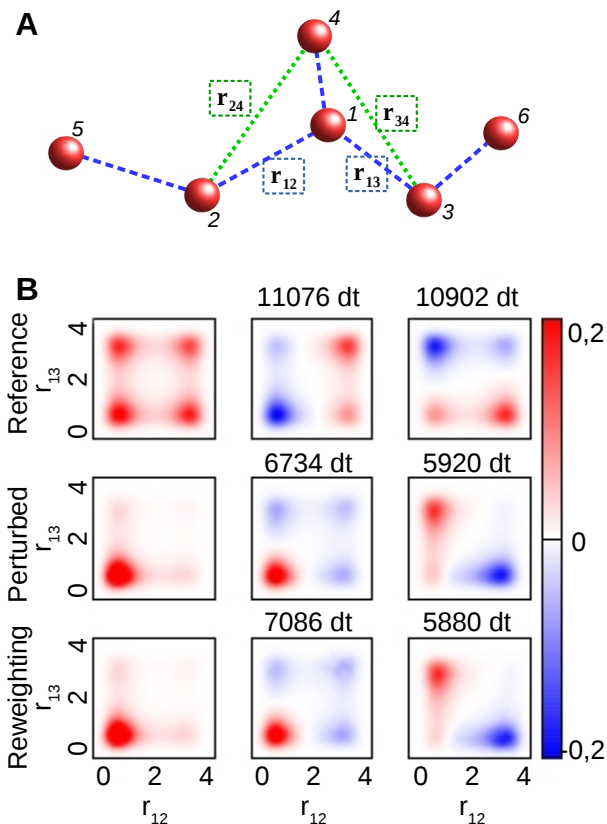 A
4
r24
1
r34
6
5
r12
r13
2
3
B
11076 dt
10902 dt
Reference
r13
4
2
0
0,2
6734 dt
5920 dt
Perturbed
r13
4
2
0
0
7086 dt
5880 dt
Reweighting
r13
4
2
0
-0,2
0 2 4
0 2 4
0 2 4
r12
r12
r12